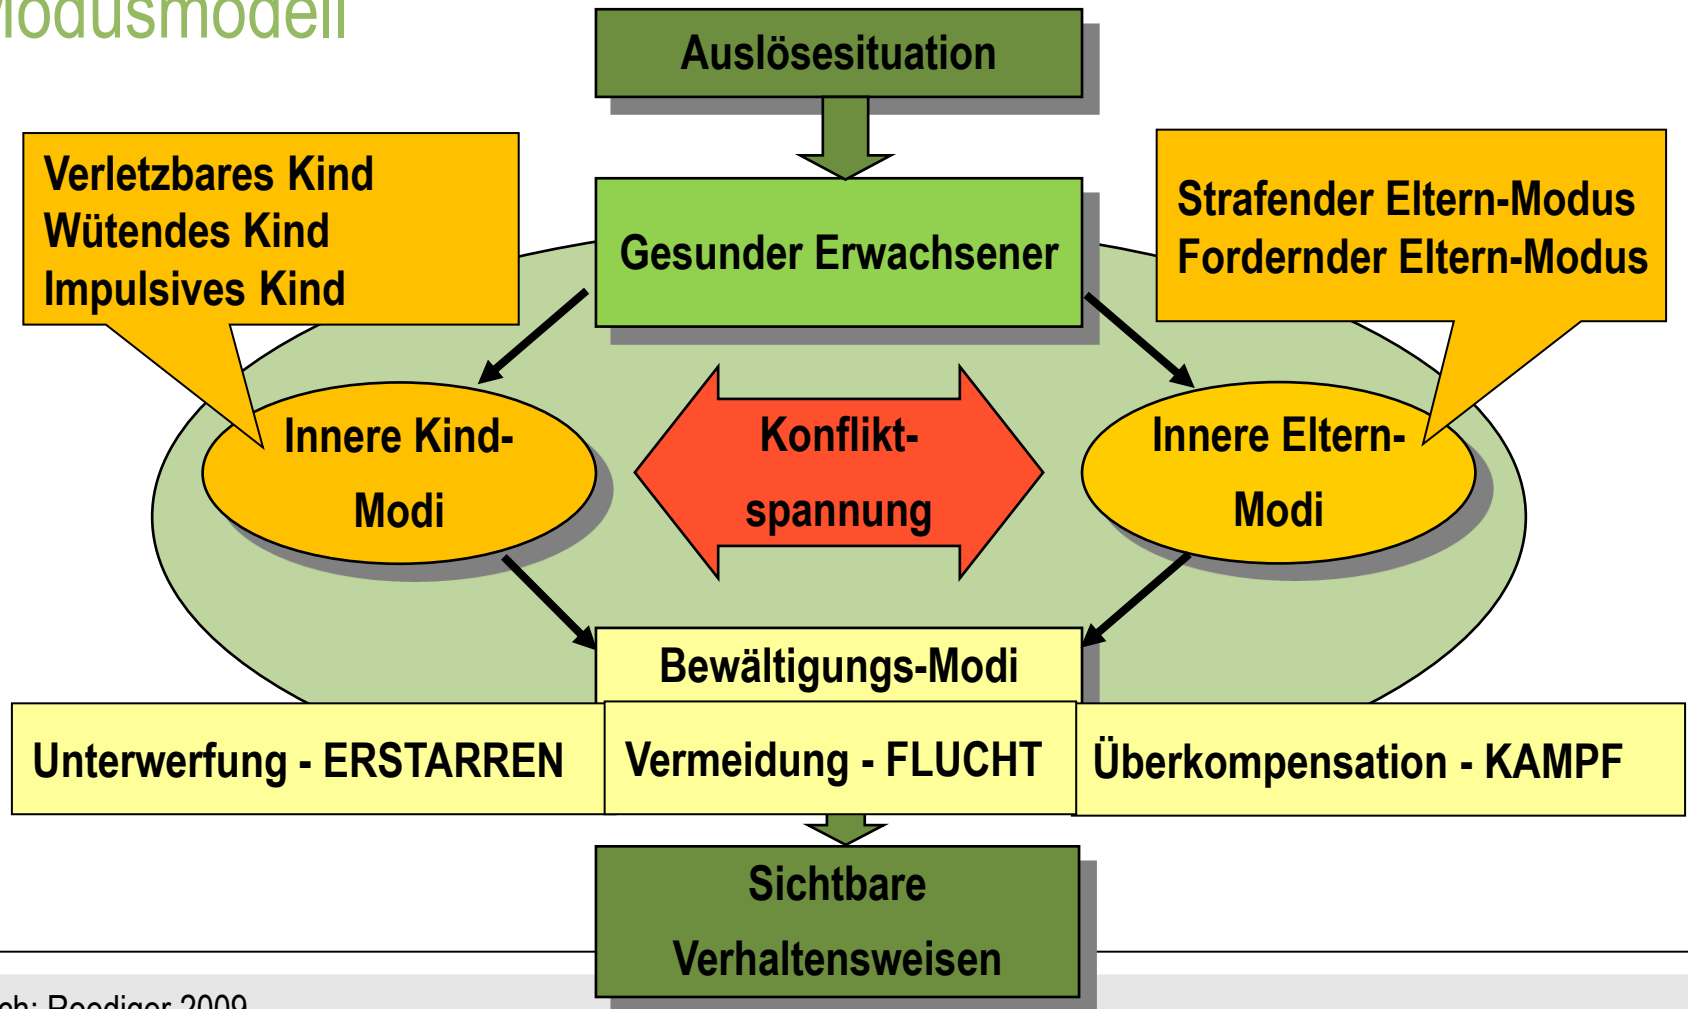 Modusmodell
Auslösesituation
Verletzbares Kind
Wütendes Kind
Impulsives Kind
Gesunder Erwachsener
Strafender Eltern-Modus
Fordernder Eltern-Modus
Innere Kind-
Modi
Konflikt-
spannung
Innere Eltern-
Modi
Bewältigungs-Modi
Unterwerfung - ERSTARREN
Vermeidung - FLUCHT
Überkompensation - KAMPF
Sichtbare
Verhaltensweisen
ch: Roediger 2009